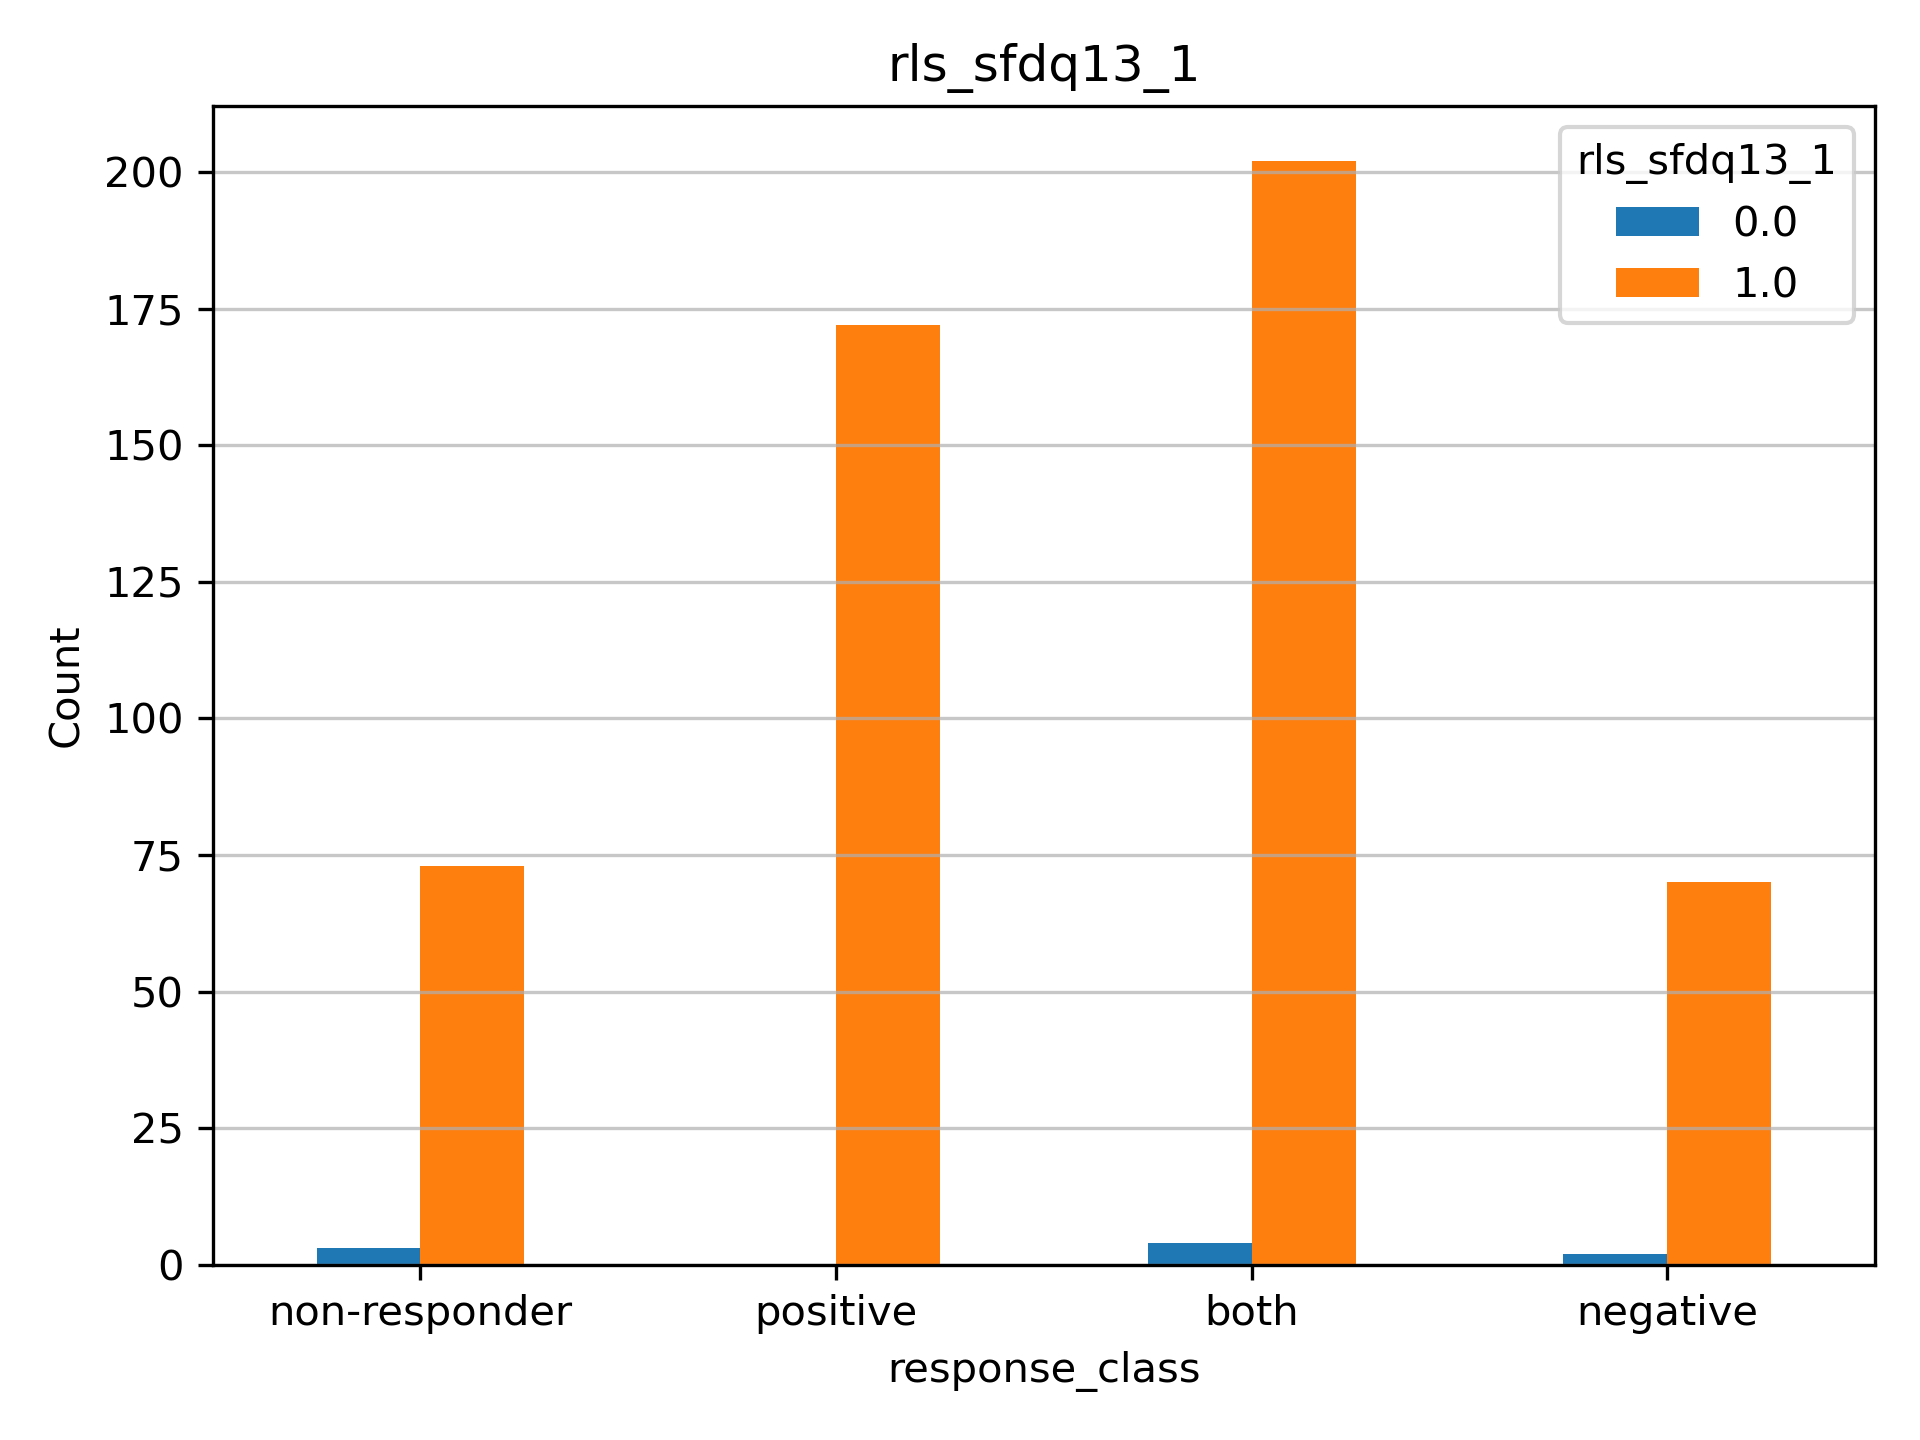 rls_sfdq13_1
rls_sfdq13_1
0.0
1.0
200
175
150
125
100
75
50
25
0
Count
non-responder
positive
both
negative
response_class